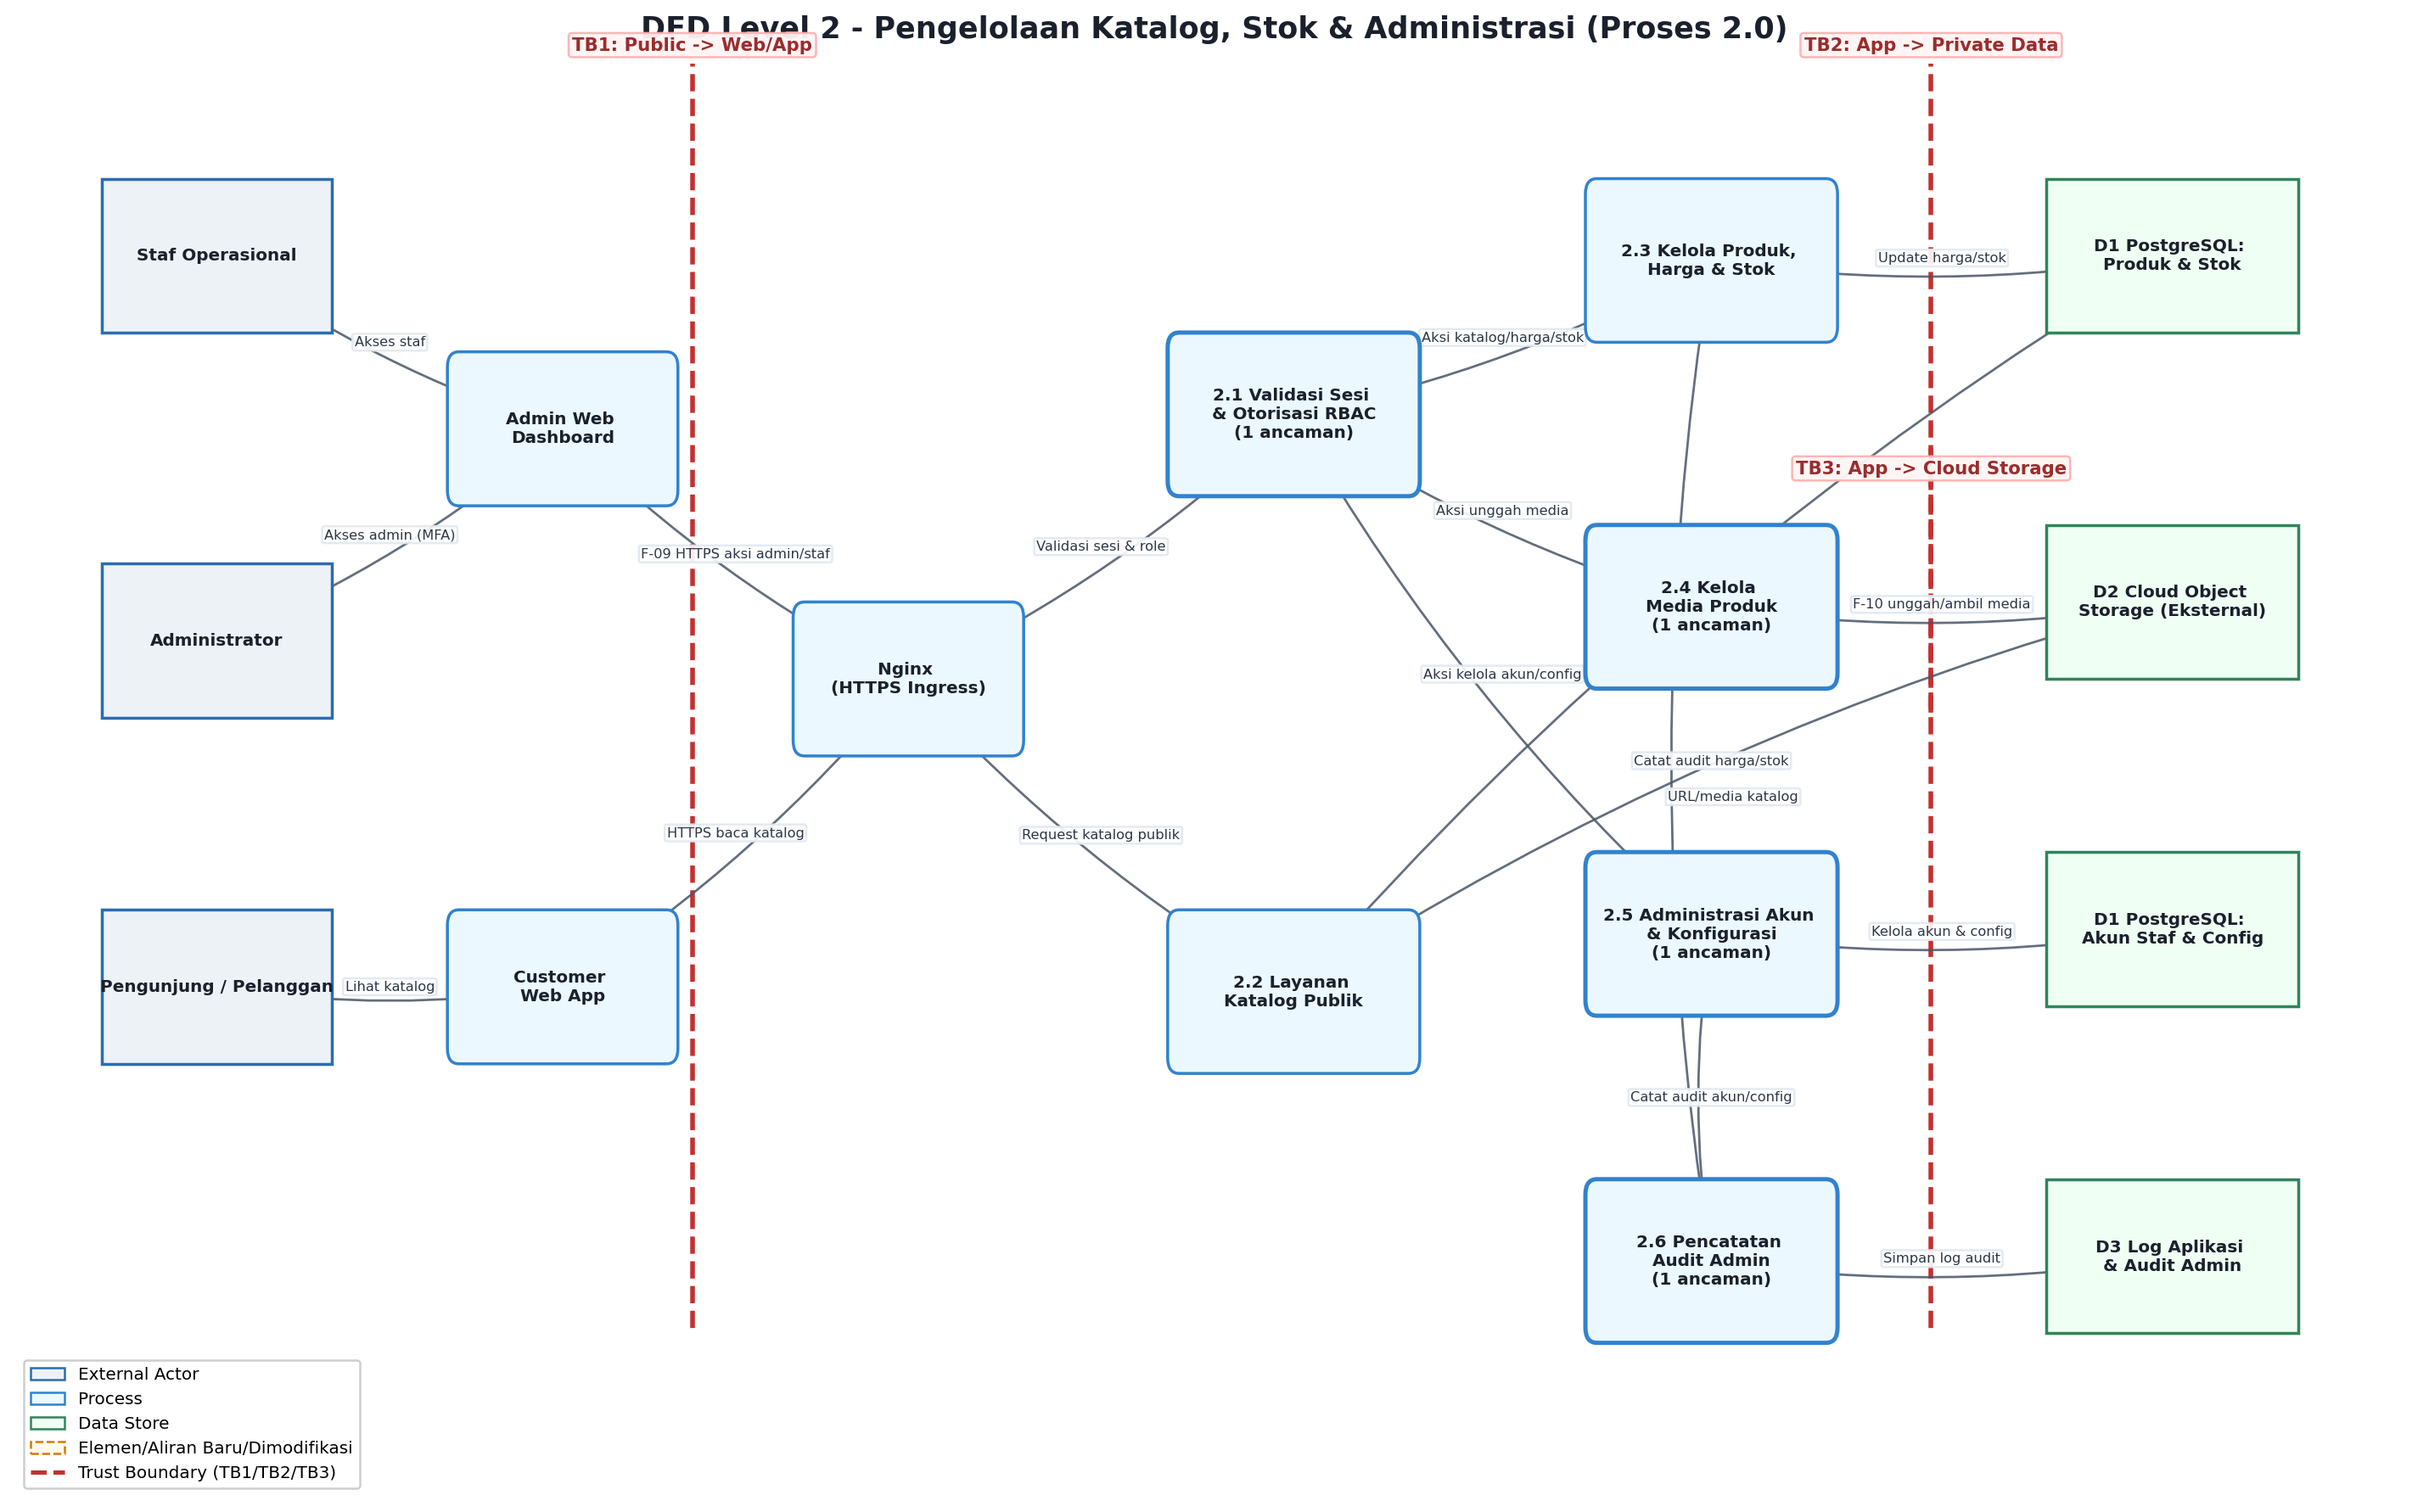 DFD Level 2 - Pengelolaan Katalog, Stok & Administrasi (Proses 2.0)
TB1: Public -> Web/App
TB2: App -> Private Data
Staf Operasional
2.3 Kelola Produk,
Harga & Stok
D1 PostgreSQL:
Produk & Stok
Update harga/stok
Akses staf
Aksi katalog/harga/stok
Admin Web
Dashboard
2.1 Validasi Sesi
& Otorisasi RBAC
(1 ancaman)
TB3: App -> Cloud Storage
Akses admin (MFA)
F-09 HTTPS aksi admin/staf
Validasi sesi & role
Aksi unggah media
Administrator
2.4 Kelola
Media Produk
(1 ancaman)
F-10 unggah/ambil media
D2 Cloud Object
Storage (Eksternal)
Nginx
(HTTPS Ingress)
Aksi kelola akun/config
Catat audit harga/stok
URL/media katalog
HTTPS baca katalog
Request katalog publik
2.5 Administrasi Akun
& Konfigurasi
(1 ancaman)
Kelola akun & config
D1 PostgreSQL:
Akun Staf & Config
Pengunjung / Pelanggan
Lihat katalog
Customer
Web App
2.2 Layanan
Katalog Publik
Catat audit akun/config
2.6 Pencatatan
Audit Admin
(1 ancaman)
Simpan log audit
D3 Log Aplikasi
& Audit Admin
External Actor
Process
Data Store
Elemen/Aliran Baru/Dimodifikasi
Trust Boundary (TB1/TB2/TB3)